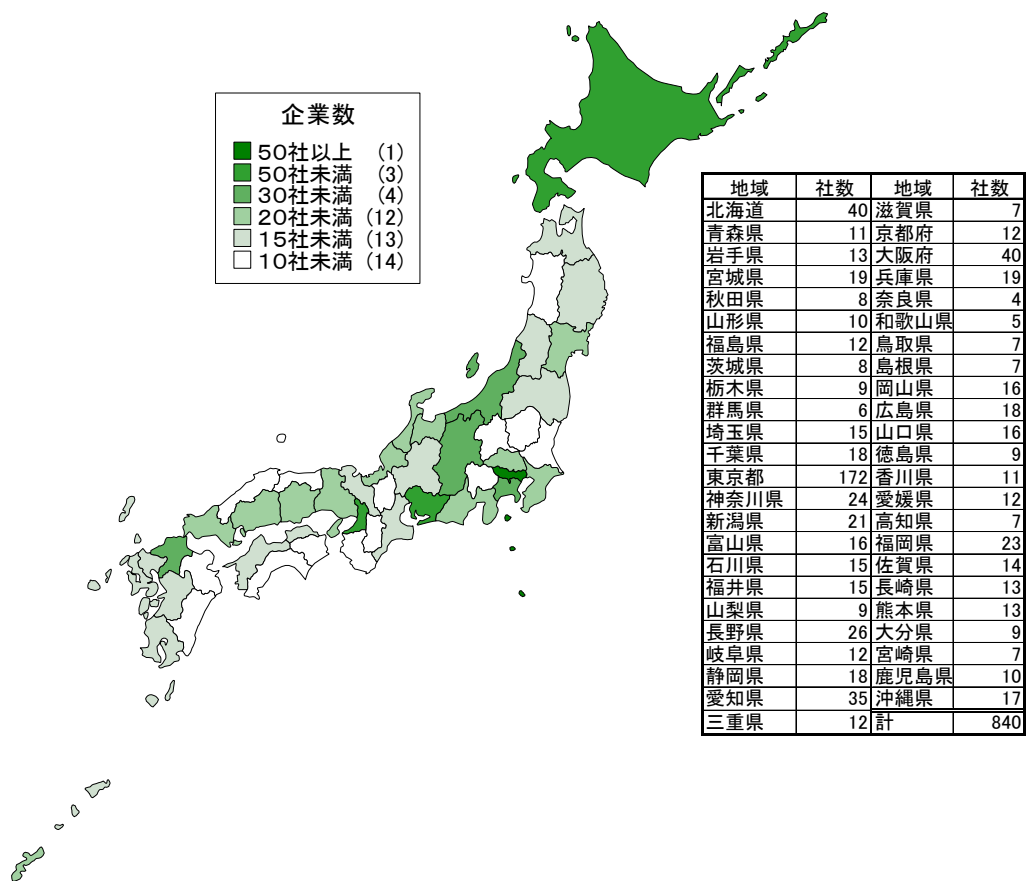 企業数
50社以上 (1)
50社未満 (3)
30社未満 (4)
20社未満 (12)
15社未満 (13)
10社未満 (14)
地域 社数 地域 社数
北海道 40 滋賀県 7
青森県 11 京都府 12
岩手県 13 大阪府 40
宮城県 19 兵庫県 19
秋田県 8 奈良県 4
山形県 10 和歌山県 5
福島県 12 鳥取県 7
茨城県 8 島根県 7
栃木県 9 岡山県 16
群馬県 6 広島県 18
埼玉県 15 山口県 16
千葉県 18 徳島県 9
東京都 172 香川県 11
神奈川県 24 愛媛県 12
新潟県 21 高知県 7
富山県 16 福岡県 23
石川県 15 佐賀県 14
福井県 15 長崎県 13
山梨県 9 熊本県 13
長野県 26 大分県 9
岐阜県 12 宮崎県 7
静岡県 18 鹿児島県 10
愛知県 35 沖縄県 17
三重県 12 計 840